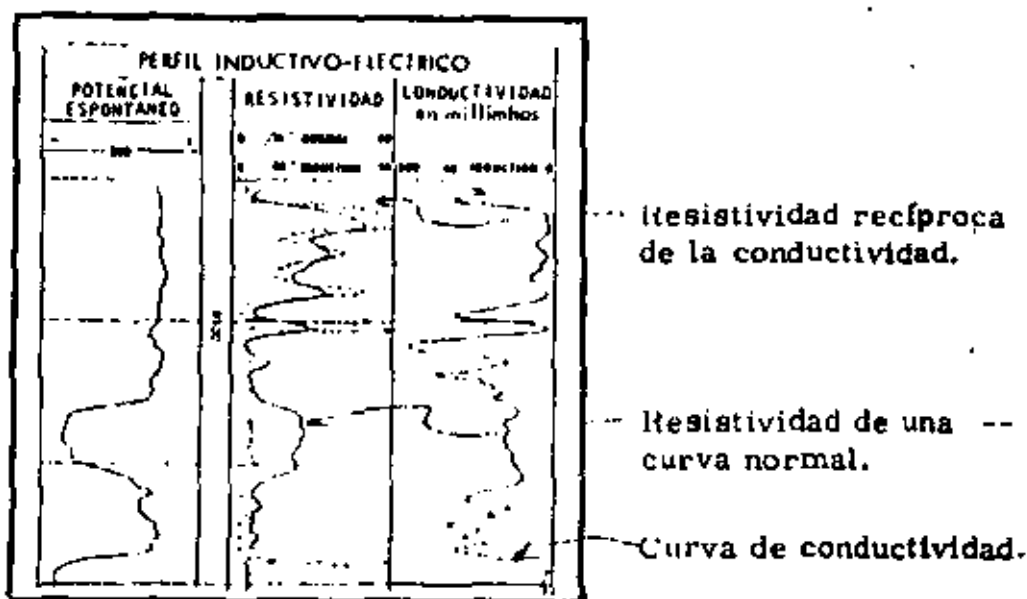 PERFIL INDUCTIVO-ELECTRICO
POTENCIAL
ESPONTANEO
RESISTIVIDAD
CONDUCTIVIDAD
en millimhos
Resistividad recíproca
de la conductividad.
Resistividad de una --
curva normal.
Curva de conductividad.